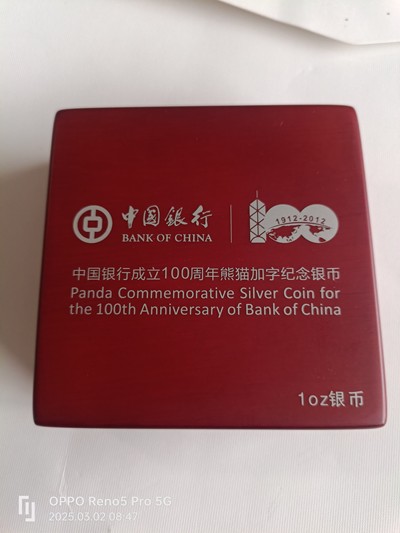 中国銀行
BANK OF CHINA
1912-2012
中国银行成立100周年熊猫加字纪念银币
Panda Commemorative Silver Coin for
the 100th Anniversary of Bank of China
1oz银币
OPPO Reno5 Pro 5G
2025.03.02 08:47